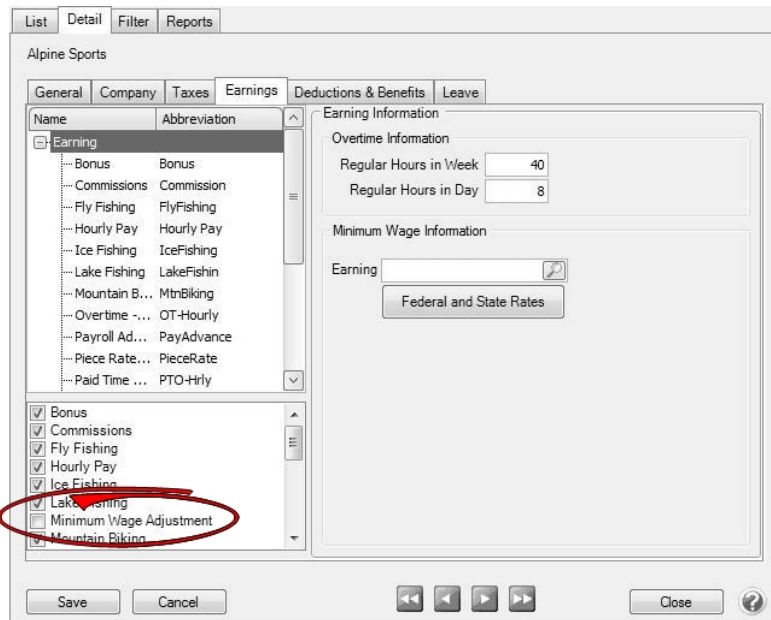 List Detail Filter Reports
Alpine Sports
General Company Taxes Earnings Deductions & Benefits Leave
Name Abbreviation
Earning
Bonus Bonus
Commissions Commission
Fly Fishing FlyFishing
Hourly Pay Hourly Pay
Ice Fishing IceFishing
Lake Fishing LakeFishin
Mountain B... MtnBiking
Overtime -... OT-Hourly
Payroll Ad... PayAdvance
Piece Rate... PieceRate
Paid Time ... PTO-Hrly
Bonus
Commissions
Fly Fishing
Hourly Pay
Ice Fishing
Lake Fishing
Minimum Wage Adjustment
Mountain Biking
Earning Information
Overtime Information
Regular Hours in Week 40
Regular Hours in Day 8
Minimum Wage Information
Earning
Federal and State Rates
Save Cancel Close ?